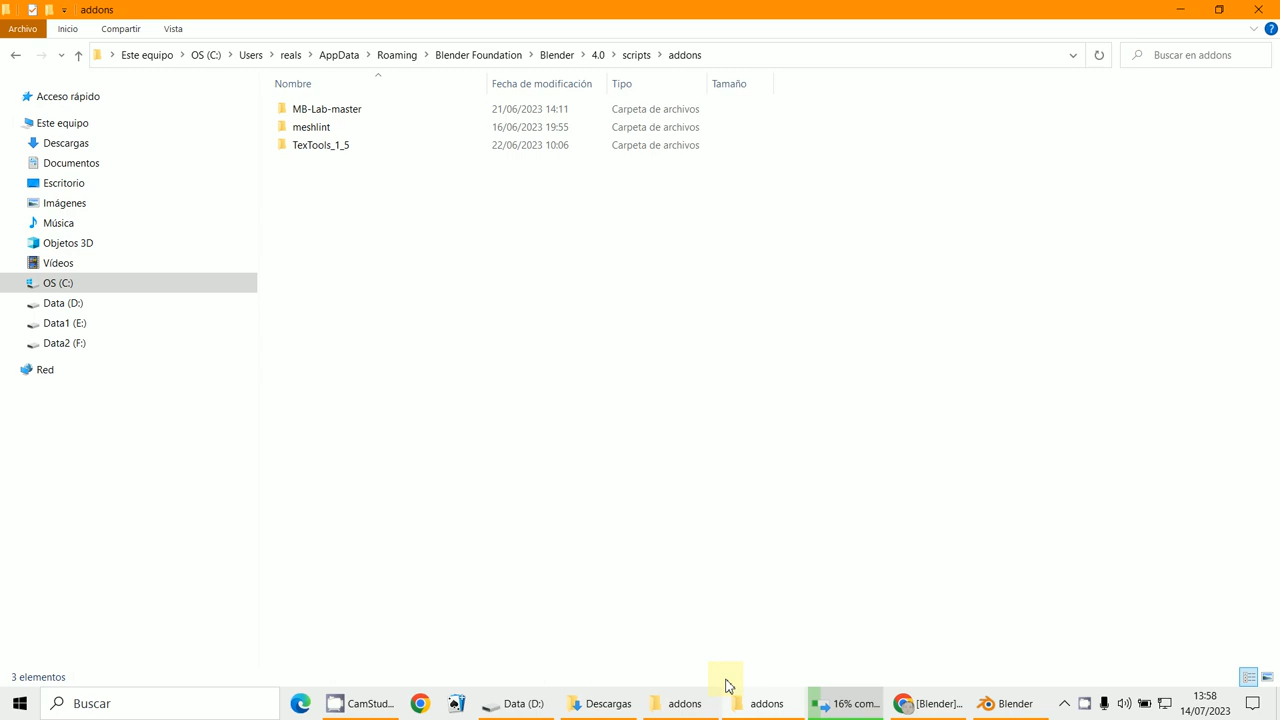 addons
Archivo Inicio Compartir Vista
Este equipo OS (C:) Users reals AppData Roaming Blender Foundation Blender 4.0 scripts addons Buscar en addons
Nombre Fecha de modificación Tipo Tamaño
MB-Lab-master 21/06/2023 14:11 Carpeta de archivos
meshlint 16/06/2023 19:55 Carpeta de archivos
TexTools_1_5 22/06/2023 10:06 Carpeta de archivos
Acceso rápido
Este equipo
Descargas
Documentos
Escritorio
Imágenes
Música
Objetos 3D
Vídeos
OS (C:)
Data (D:)
Data1 (E:)
Data2 (F:)
Red
3 elementos
Buscar CamStud... Data (D:) Descargas addons addons 16% com... [Blender]... Blender 13:58
14/07/2023